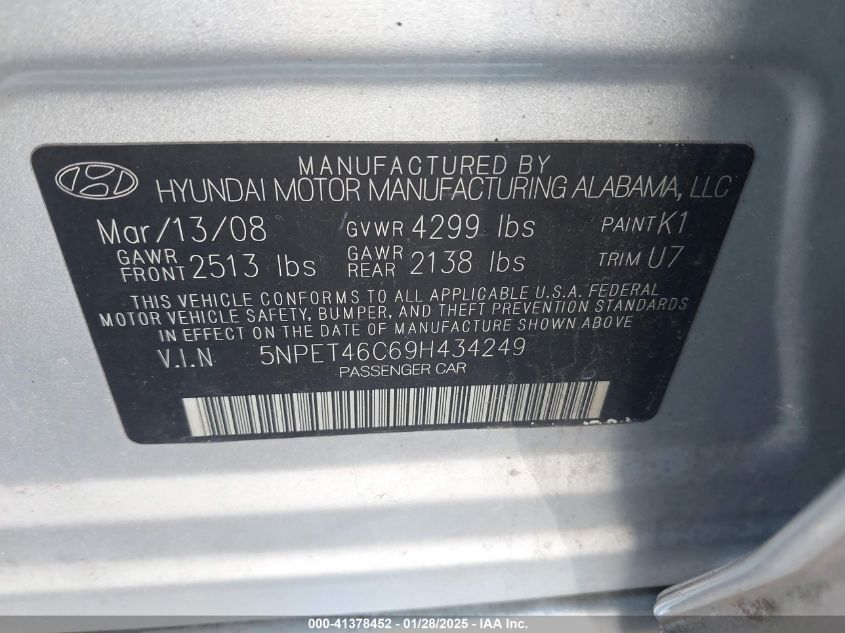 MANUFACTURED BY
HYUNDAI MOTOR MANUFACTURING ALABAMA, LLC
Mar/13/08 GVWR 4299 lbs PAINT K1
GAWR FRONT 2513 lbs GAWR REAR 2138 lbs TRIM U7
THIS VEHICLE CONFORMS TO ALL APPLICABLE U.S.A. FEDERAL
MOTOR VEHICLE SAFETY, BUMPER, AND THEFT PREVENTION STANDARDS
IN EFFECT ON THE DATE OF MANUFACTURE SHOWN ABOVE.
V.I.N 5NPET46C69H434249
PASSENGER CAR
000-41378452 - 01/28/2025 - IAA Inc.